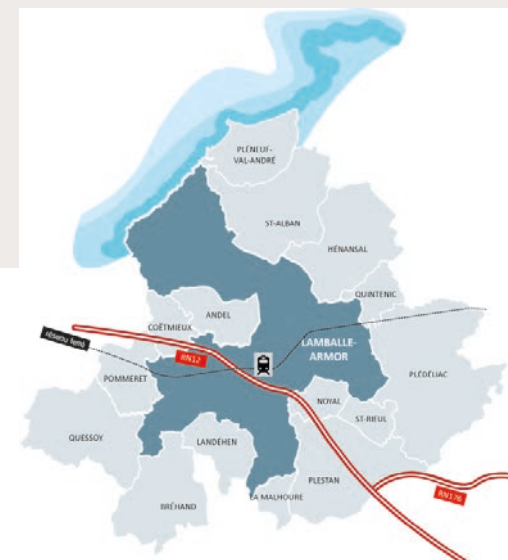 PLÉNEUF-
VAL-ANDRÉ
ST-ALBAN
HÉNANSAL
QUINTENIC
ANDEL
COËTMIEUX
LAMBALLE-
ARMOR
réseau ferré
RN12
PLÉDÉLIAC
POMMERET
NOYAL
ST-RIEUL
QUESSOY
LANDÉHEN
PLESTAN
LA MALHOURE
BRÉHAND
RN176